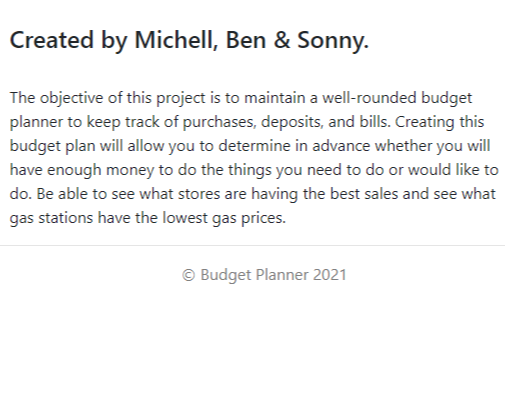 Created by Michell, Ben & Sonny.
The objective of this project is to maintain a well-rounded budget
planner to keep track of purchases, deposits, and bills. Creating this
budget plan will allow you to determine in advance whether you will
have enough money to do the things you need to do or would like to
do. Be able to see what stores are having the best sales and see what
gas stations have the lowest gas prices.
© Budget Planner 2021